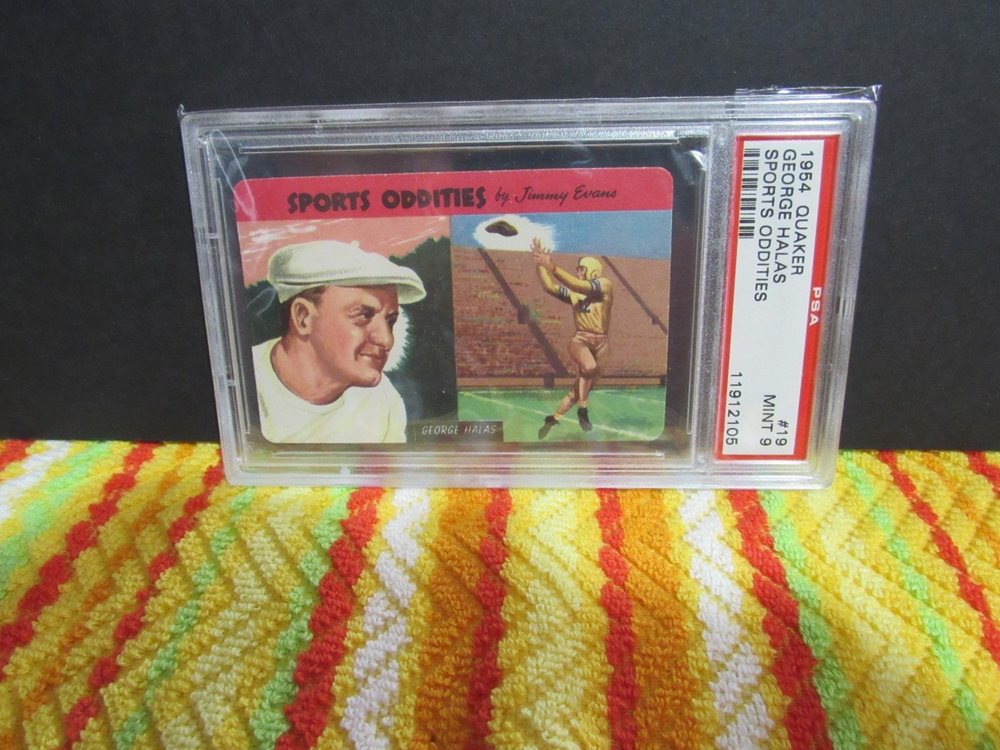 SPORTS ODDITIES by Jimmy Evans
GEORGE HALAS
1954 QUAKER
GEORGE HALAS
SPORTS ODDITIES
PSA
#19
MINT 9
11912105